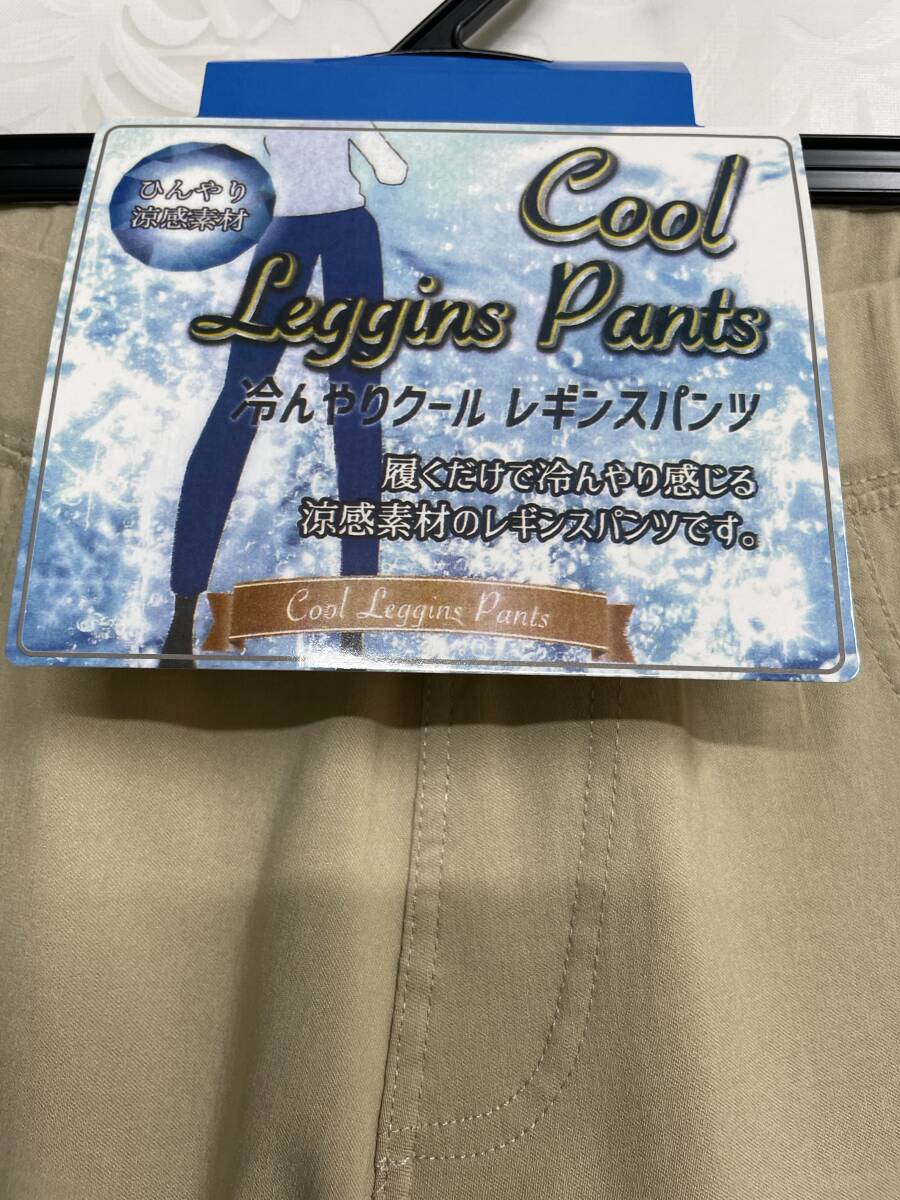 ひんやり
涼感素材
Cool
Leggins Pants
冷んやりクール レギンスパンツ
履くだけで冷んやり感じる
涼感素材のレギンスパンツです。
Cool Leggins Pants